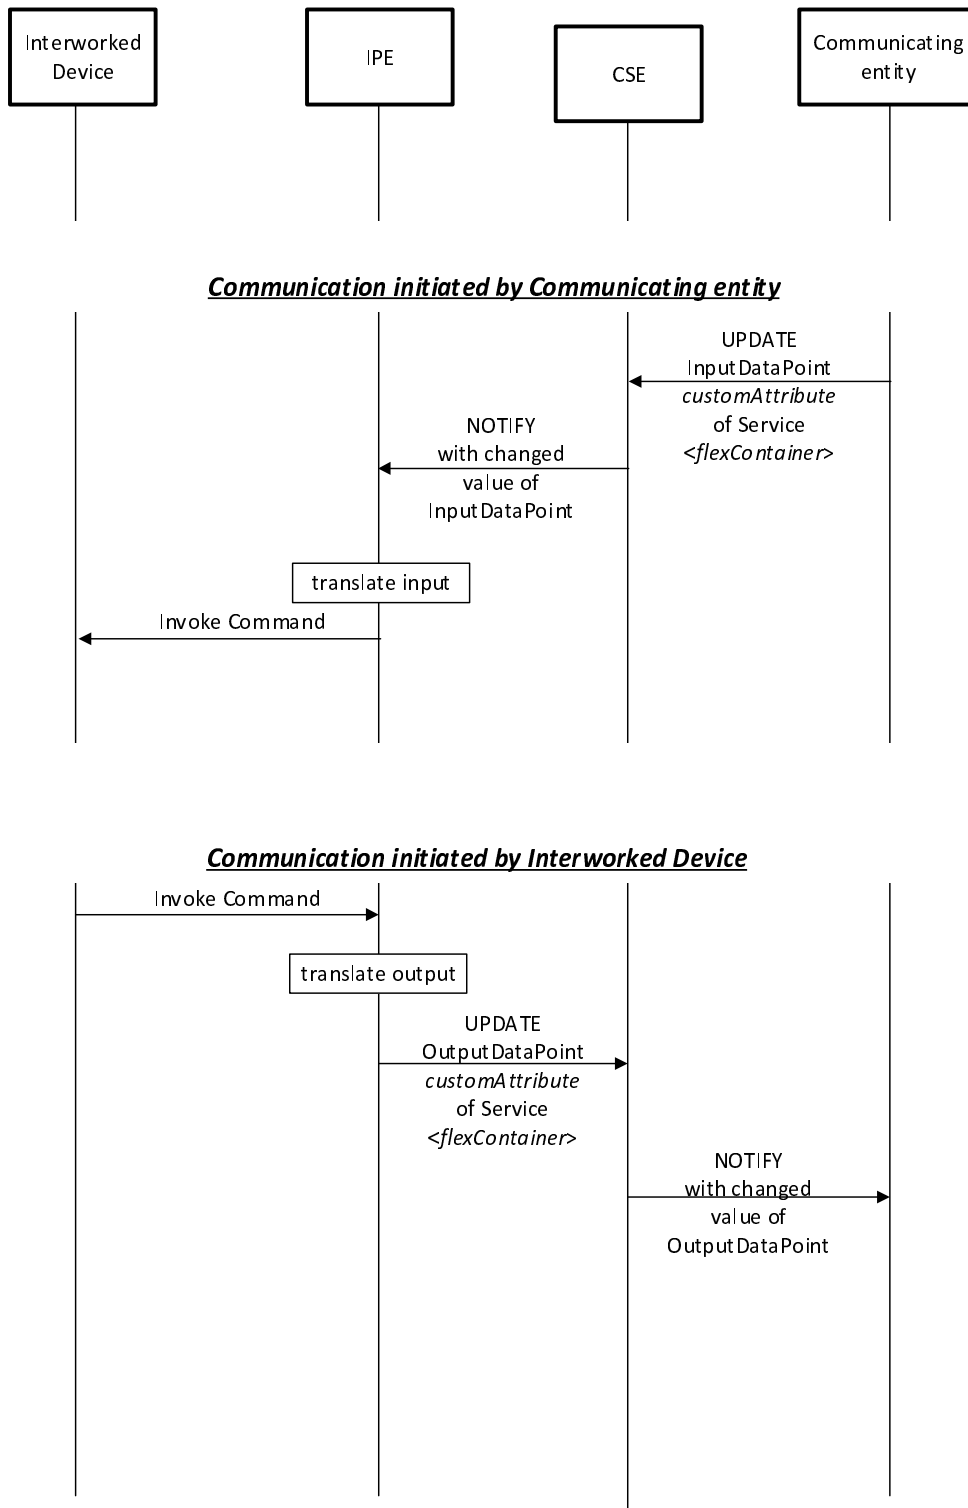 Interworked
Device
IPE
CSE
Communicating
entity
Communication initiated by Communicating entity
UPDATE
InputDataPoint
customAttribute
of Service
<flexContainer>
NOTIFY
with changed
value of
InputDataPoint
translate input
Invoke Command
Communication initiated by Interworked Device
Invoke Command
translate output
UPDATE
OutputDataPoint
customAttribute
of Service
<flexContainer>
NOTIFY
with changed
value of
OutputDataPoint